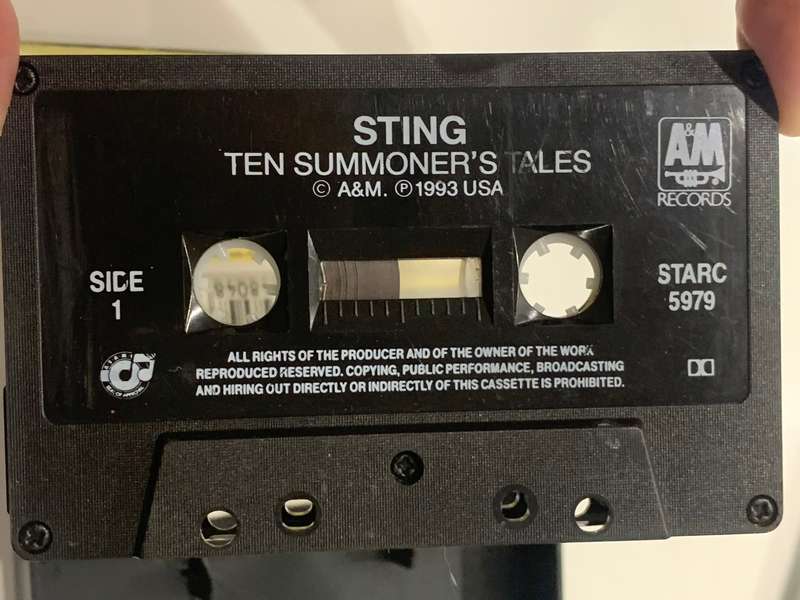 STING
TEN SUMMONER'S TALES
© A&M. ℗ 1993 USA
A&M
RECORDS
SIDE
1
STARC
5979
ALL RIGHTS OF THE PRODUCER AND OF THE OWNER OF THE WORK
REPRODUCED RESERVED. COPYING, PUBLIC PERFORMANCE, BROADCASTING
AND HIRING OUT DIRECTLY OR INDIRECTLY OF THIS CASSETTE IS PROHIBITED.